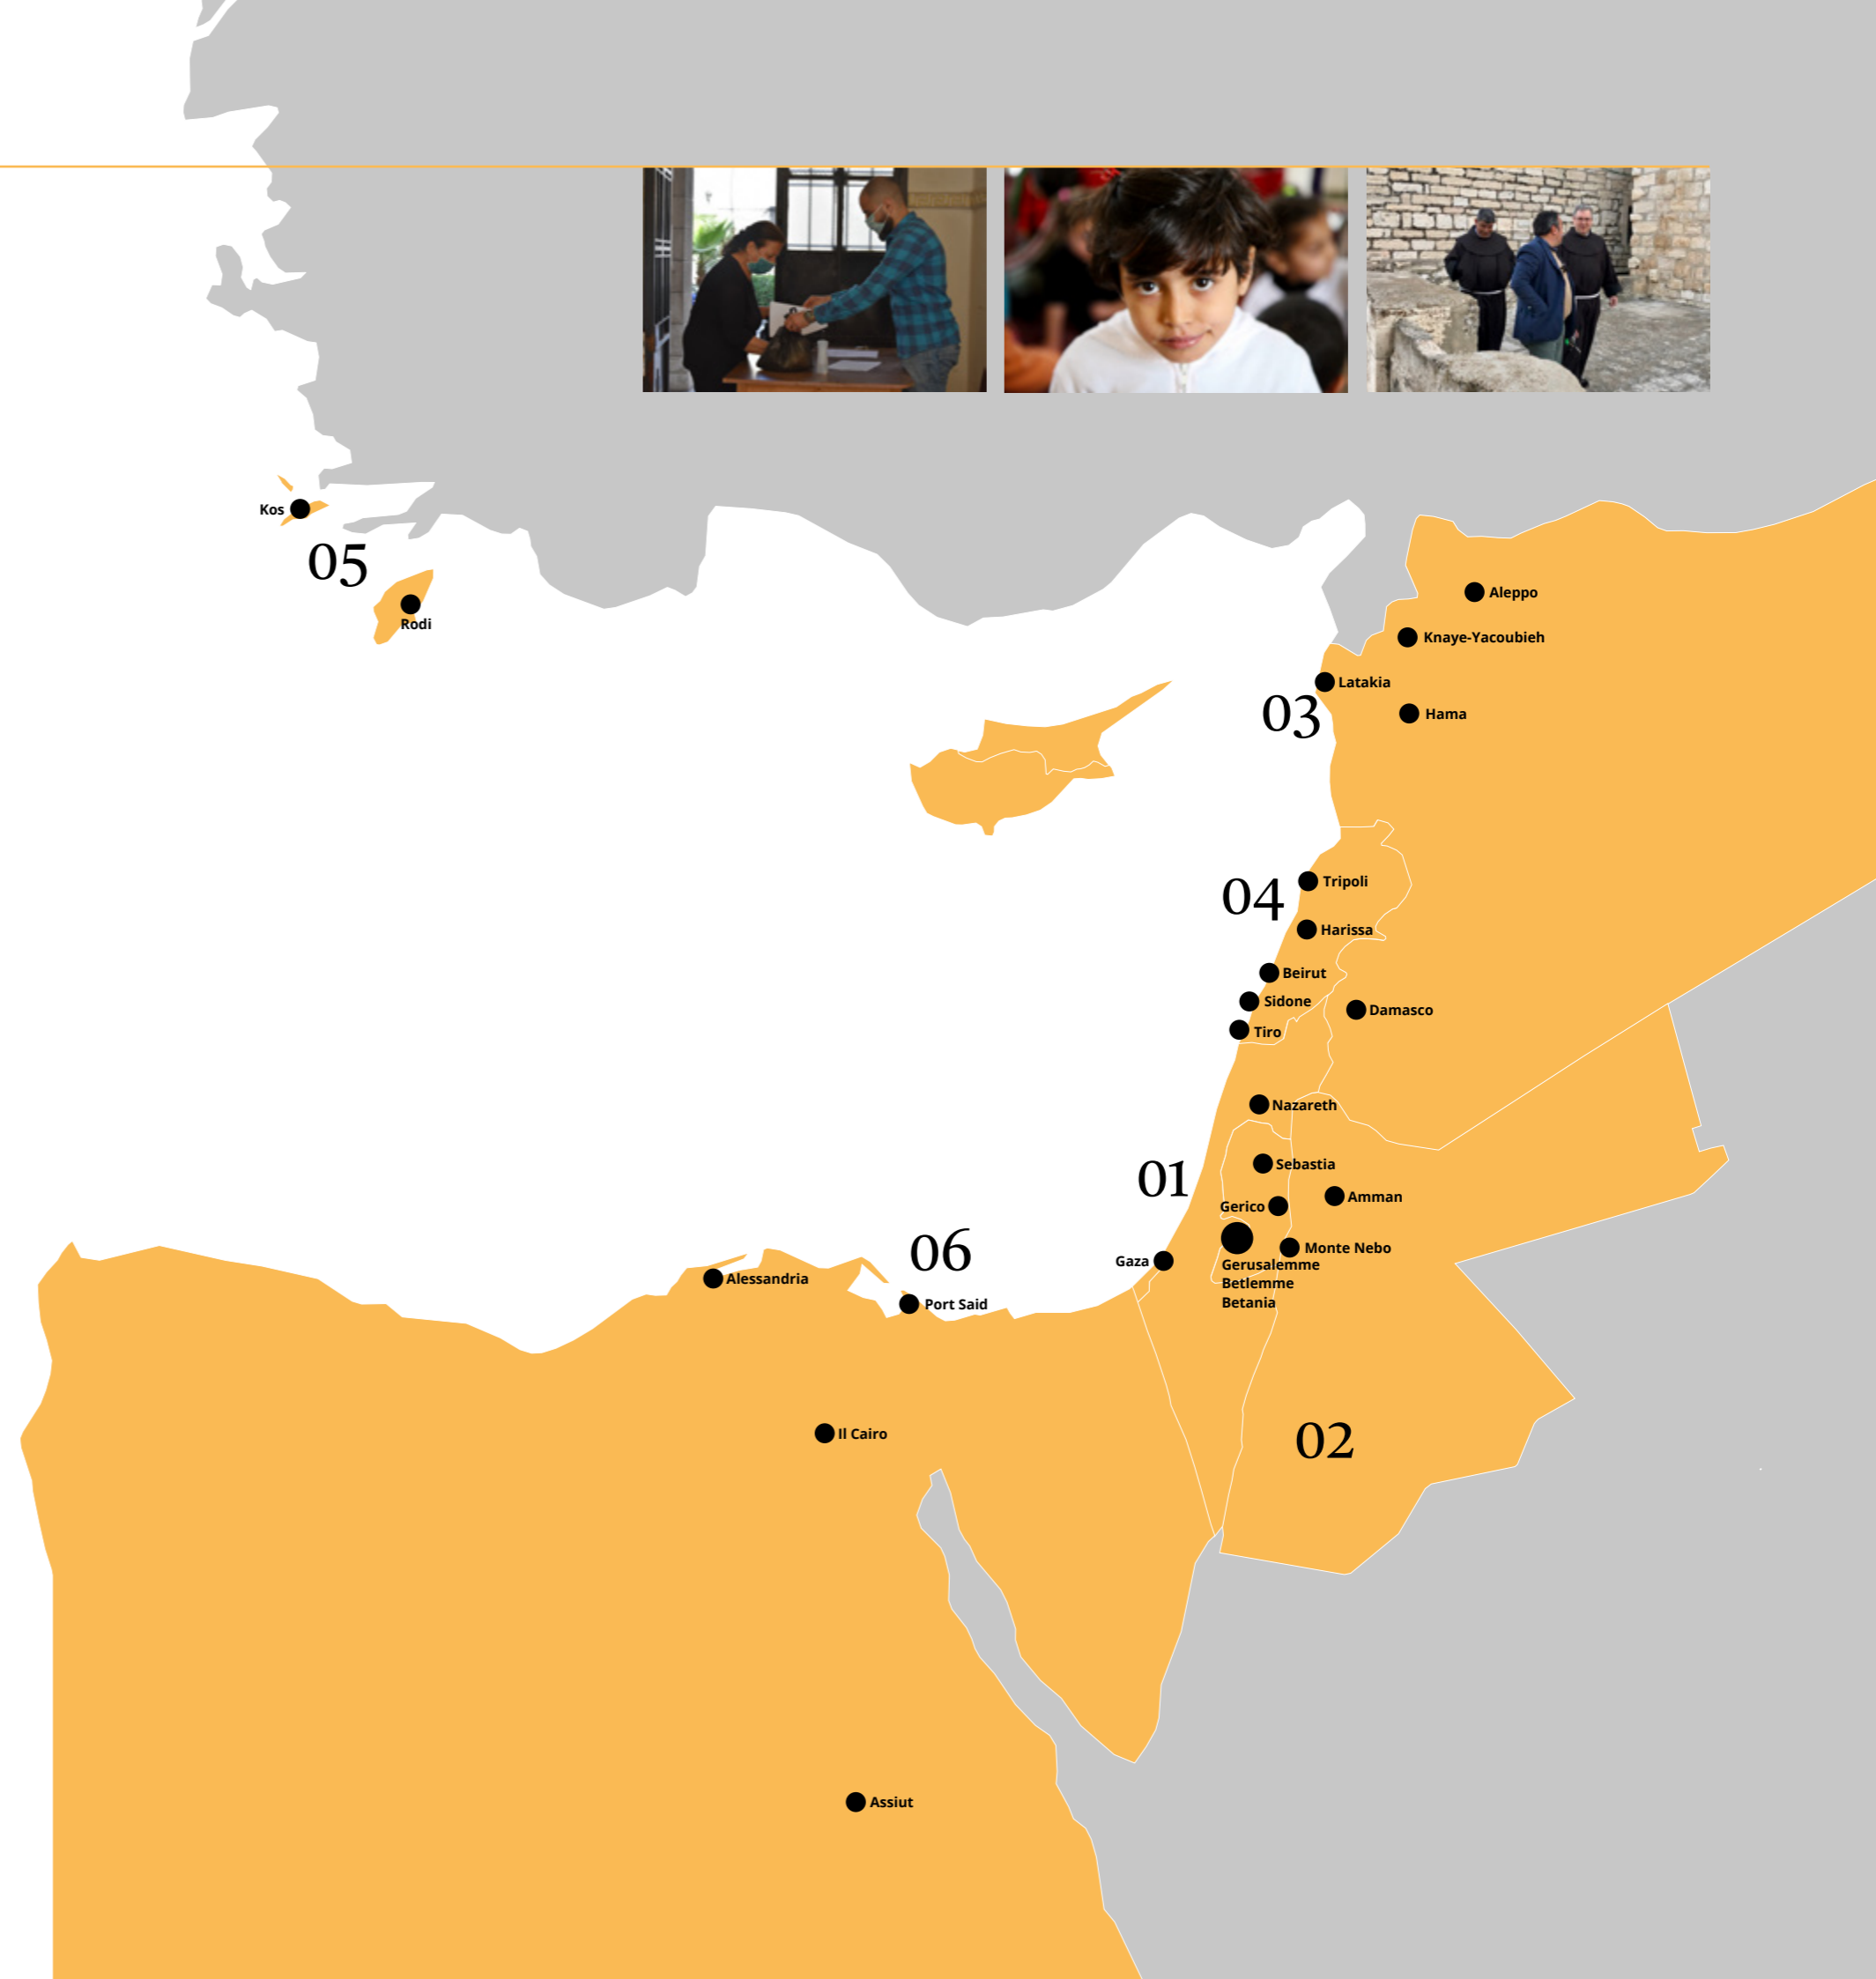 Kos
05
Rodi
Aleppo
Knaye-Yacoubieh
Latakia
03
Hama
Tripoli
04
Harissa
Beirut
Sidone
Damasco
Tiro
Nazareth
Sebastia
01
Amman
Gerico
06
Monte Nebo
Gaza
Gerusalemme
Betlemme
Betania
Alessandria
Port Said
Il Cairo
02
Assiut